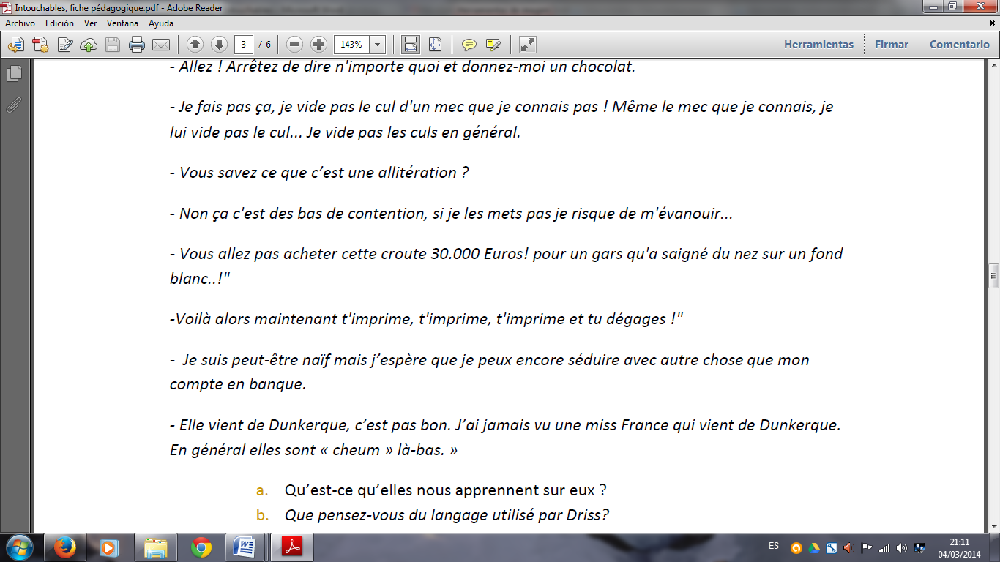 Intouchables, fiche pédagogique.pdf - Adobe Reader
Archivo Edición Ver Ventana Ayuda
3 / 6 143% Herramientas Firmar Comentario
- Allez ! Arrêtez de dire n'importe quoi et donnez-moi un chocolat.
- Je fais pas ça, je vide pas le cul d'un mec que je connais pas ! Même le mec que je connais, je
lui vide pas le cul... Je vide pas les culs en général.
- Vous savez ce que c’est une allitération ?
- Non ça c'est des bas de contention, si je les mets pas je risque de m'évanouir...
- Vous allez pas acheter cette croute 30.000 Euros! pour un gars qu'a saigné du nez sur un fond
blanc..!"
-Voilà alors maintenant t'imprime, t'imprime, t'imprime et tu dégages !"
- Je suis peut-être naïf mais j’espère que je peux encore séduire avec autre chose que mon
compte en banque.
- Elle vient de Dunkerque, c’est pas bon. J’ai jamais vu une miss France qui vient de Dunkerque.
En général elles sont « cheum » là-bas. »
a. Qu’est-ce qu’elles nous apprennent sur eux ?
b. Que pensez-vous du langage utilisé par Driss?
ES 21:11
04/03/2014